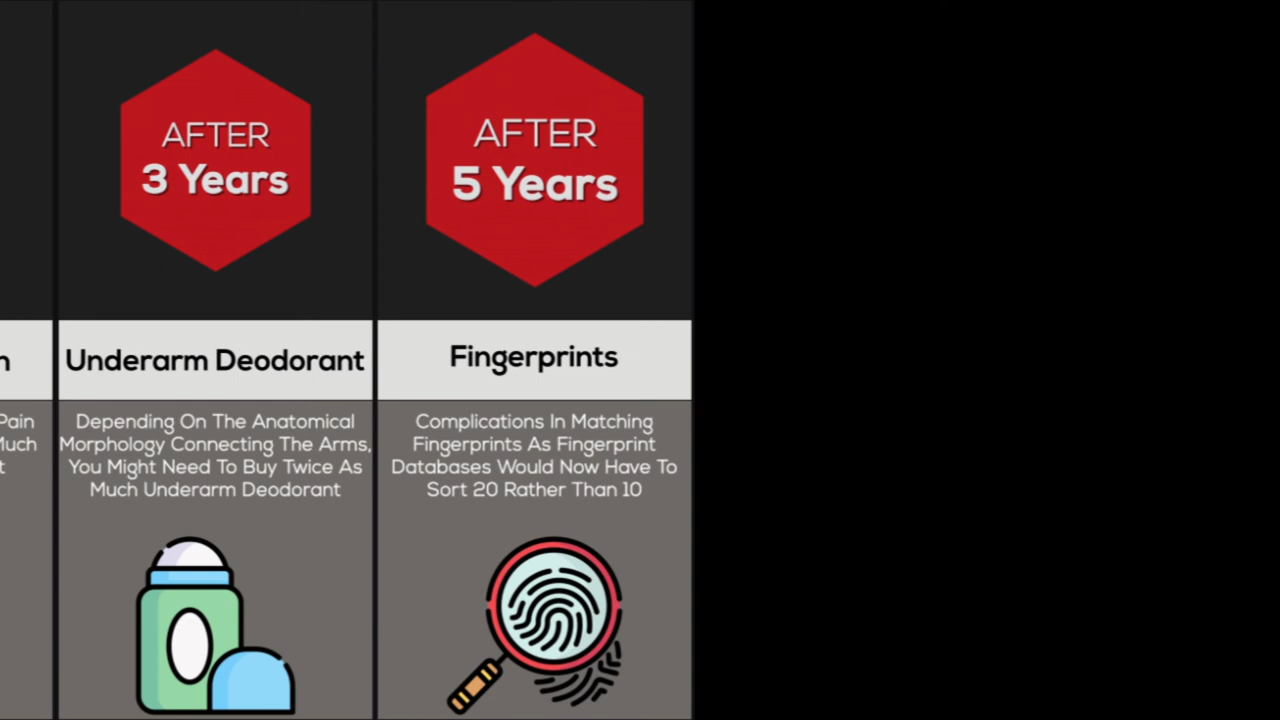 AFTER
3 Years
AFTER
5 Years
n
Underarm Deodorant
Fingerprints
Pain
Much
t
Depending On The Anatomical
Morphology Connecting The Arms,
You Might Need To Buy Twice As
Much Underarm Deodorant
Complications In Matching
Fingerprints As Fingerprint
Databases Would Now Have To
Sort 20 Rather Than 10